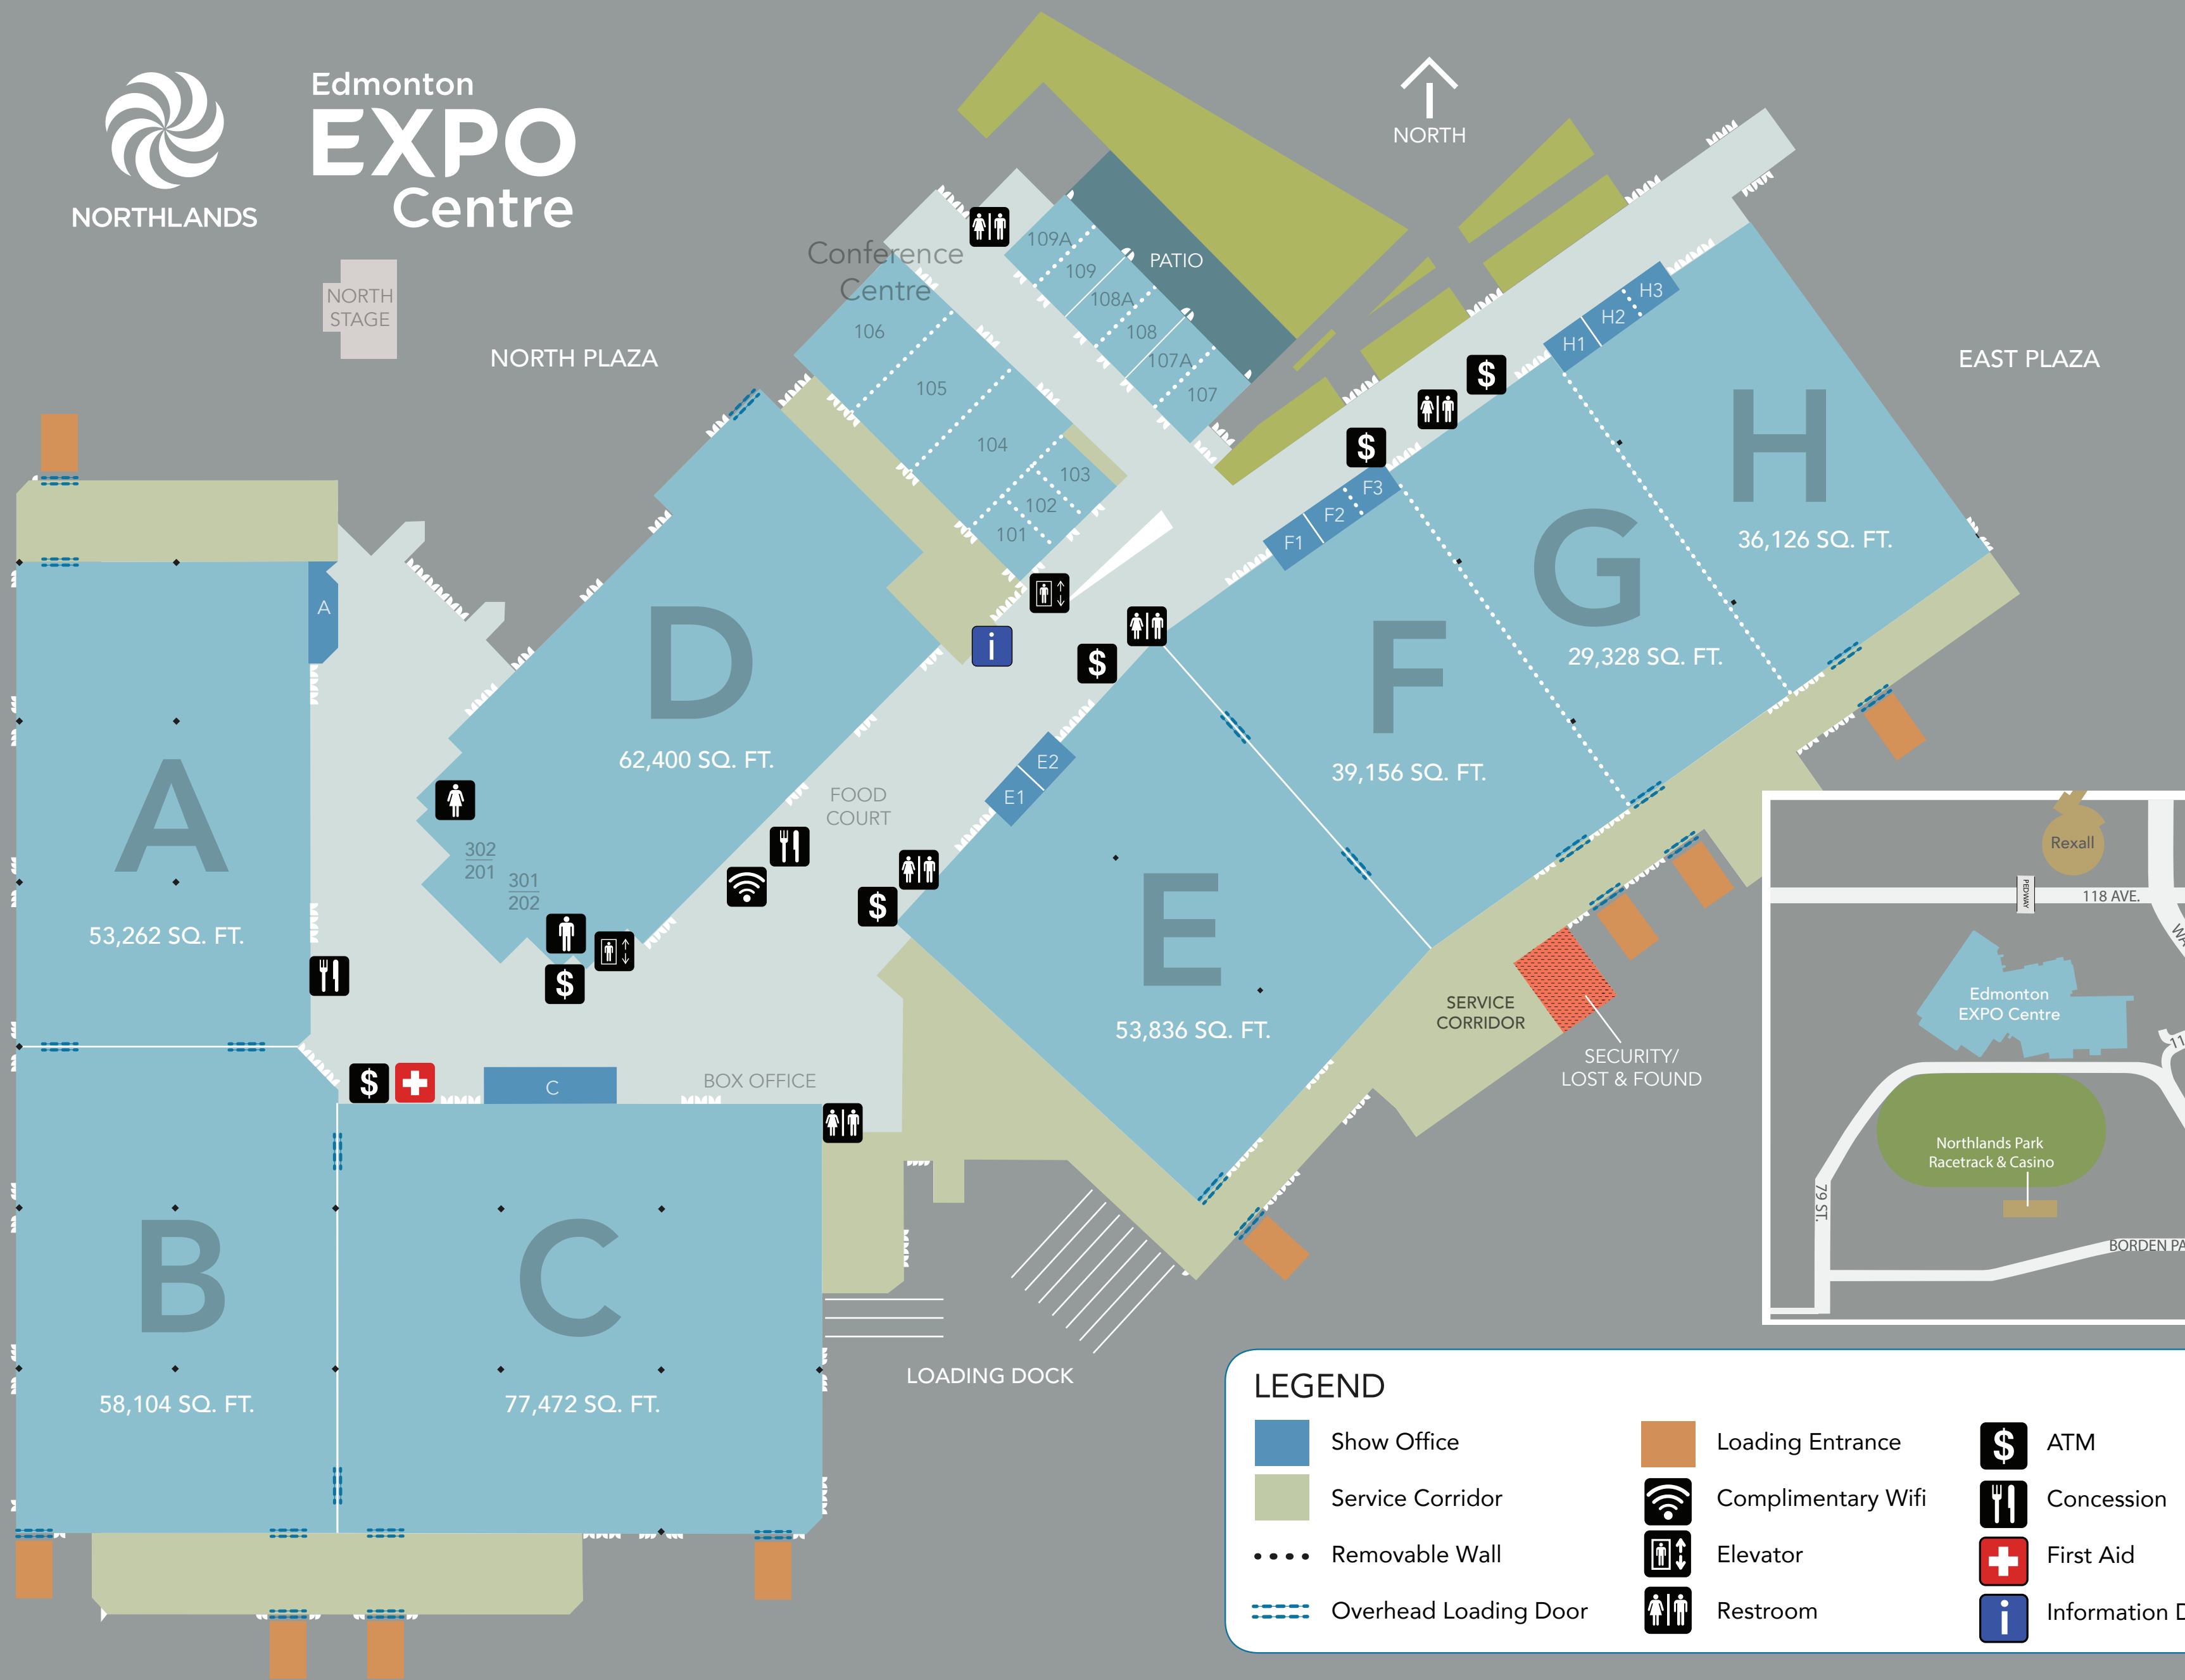 NORTHLANDS
Edmonton
EXPO
Centre
NORTH
NORTH
STAGE
NORTH PLAZA
EAST PLAZA
Conference
Centre
PATIO
109A
109
108A
108
107A
107
106
105
104
103
102
101
H3
H2
H1
F3
F2
F1
H
36,126 SQ. FT.
G
29,328 SQ. FT.
F
39,156 SQ. FT.
D
62,400 SQ. FT.
A
A
53,262 SQ. FT.
302
201
301
202
FOOD
COURT
E2
E1
E
53,836 SQ. FT.
SERVICE
CORRIDOR
SECURITY/
LOST & FOUND
BOX OFFICE
C
B
58,104 SQ. FT.
C
77,472 SQ. FT.
LOADING DOCK
Rexall
PEDWAY
118 AVE.
Edmonton
EXPO Centre
Northlands Park
Racetrack & Casino
79 ST.
BORDEN PA
LEGEND
Show Office
Service Corridor
Removable Wall
Overhead Loading Door
Loading Entrance
Complimentary Wifi
Elevator
Restroom
$ ATM
Concession
First Aid
i Information D